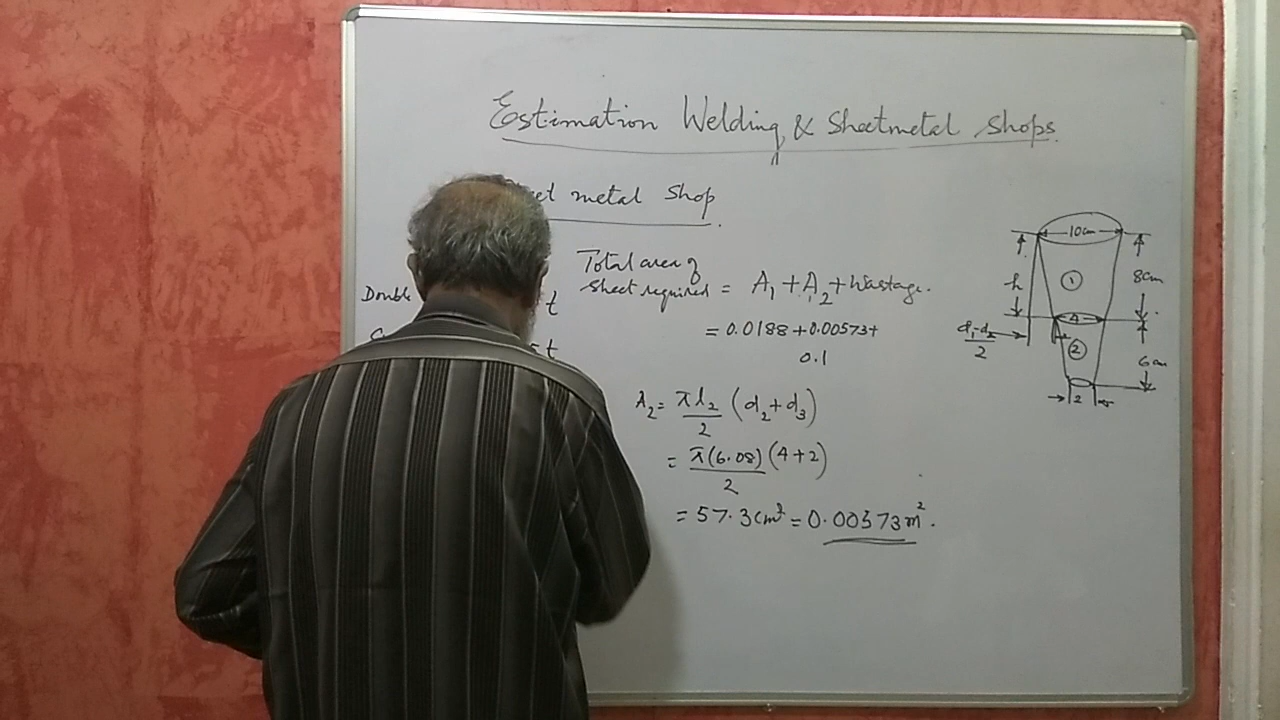 Estimation Welding & Sheetmetal Shops
metal Shop
Total area of
sheet required = A₁ + A₂ + Wastage.
Double t
= 0.0188 + 0.00573 +
0.1
A₂ = πl₂/2 (d₂ + d₃)
= π(6.08)/2 (4+2)
= 57.3 cm² = 0.00573 m².
10cm
h
1
8cm
4
d₁-d₂/2
2
6cm
2